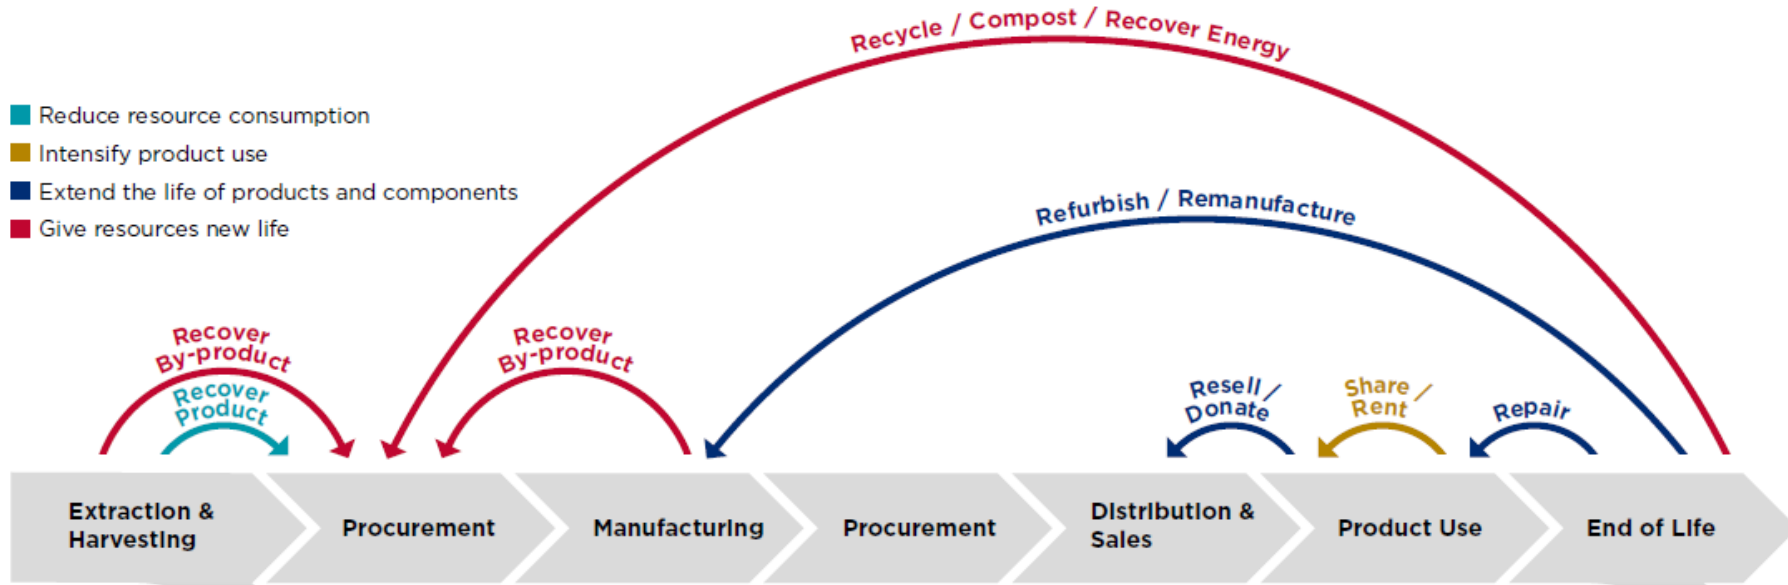 Recycle / Compost / Recover Energy
Reduce resource consumption
Intensify product use
Extend the life of products and components
Give resources new life
Refurbish / Remanufacture
Recover
By-product
Recover
Product
Recover
By-product
Resell /
Donate
Share /
Rent
Repair
Extraction &
Harvesting
Procurement
Manufacturing
Procurement
Distribution &
Sales
Product Use
End of Life